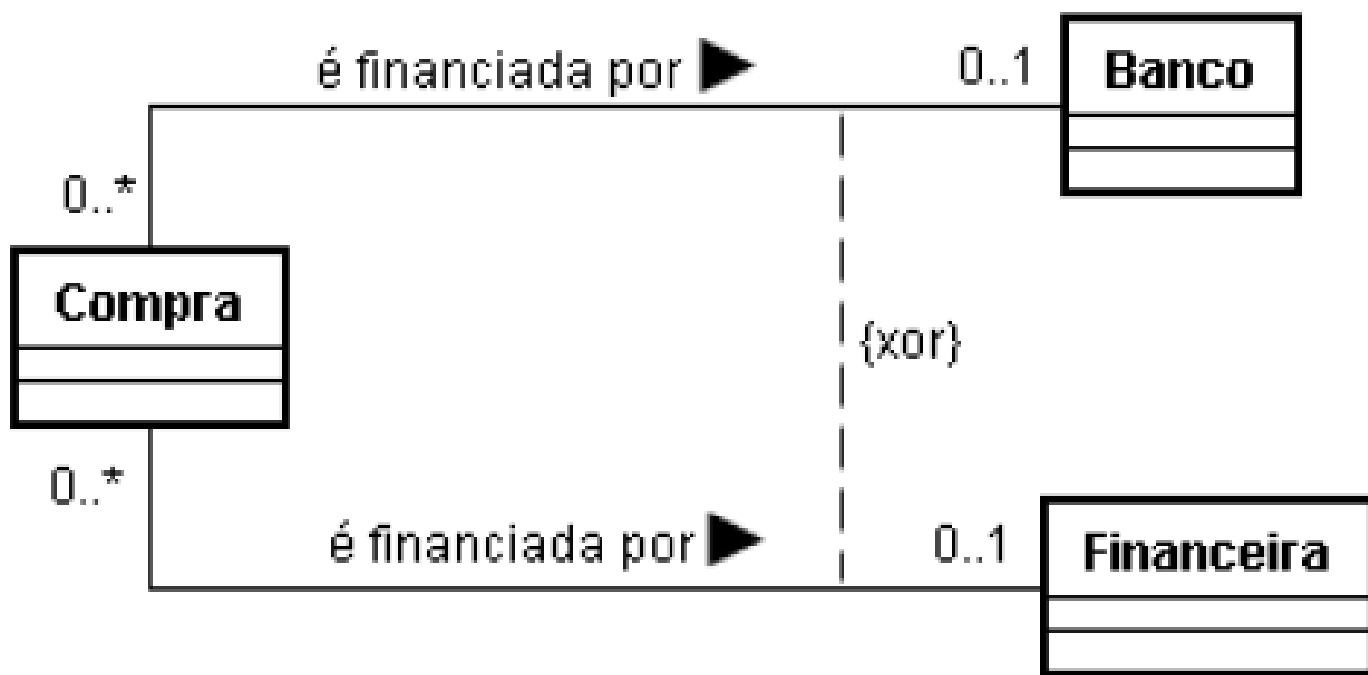 é financiada por ▶ 0..1
Banco
0..*
Compra
{xor}
0..*
é financiada por ▶ 0..1
Financeira